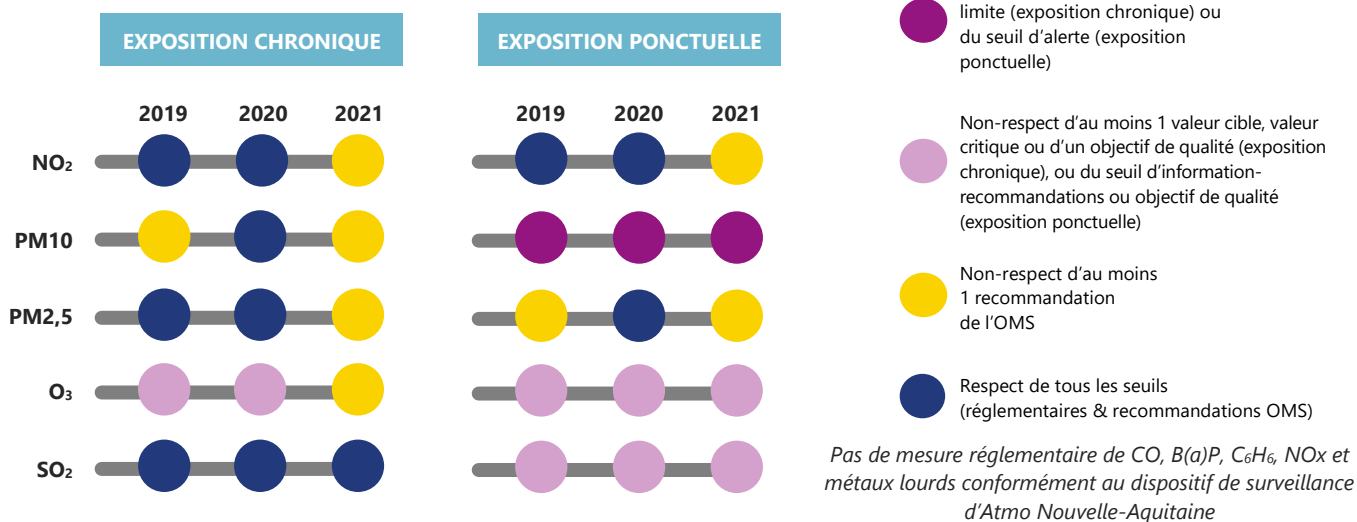 EXPOSITION CHRONIQUE
2019 2020 2021
NO₂
PM10
PM2,5
O₃
SO₂
EXPOSITION PONCTUELLE
2019 2020 2021
limite (exposition chronique) ou
du seuil d'alerte (exposition
ponctuelle)
Non-respect d'au moins 1 valeur cible, valeur
critique ou d'un objectif de qualité (exposition
chronique), ou du seuil d'information-
recommandations ou objectif de qualité
(exposition ponctuelle)
Non-respect d'au moins
1 recommandation
de l'OMS
Respect de tous les seuils
(réglementaires & recommandations OMS)
Pas de mesure réglementaire de CO, B(a)P, C₆H₆, NOx et
métaux lourds conformément au dispositif de surveillance
d'Atmo Nouvelle-Aquitaine